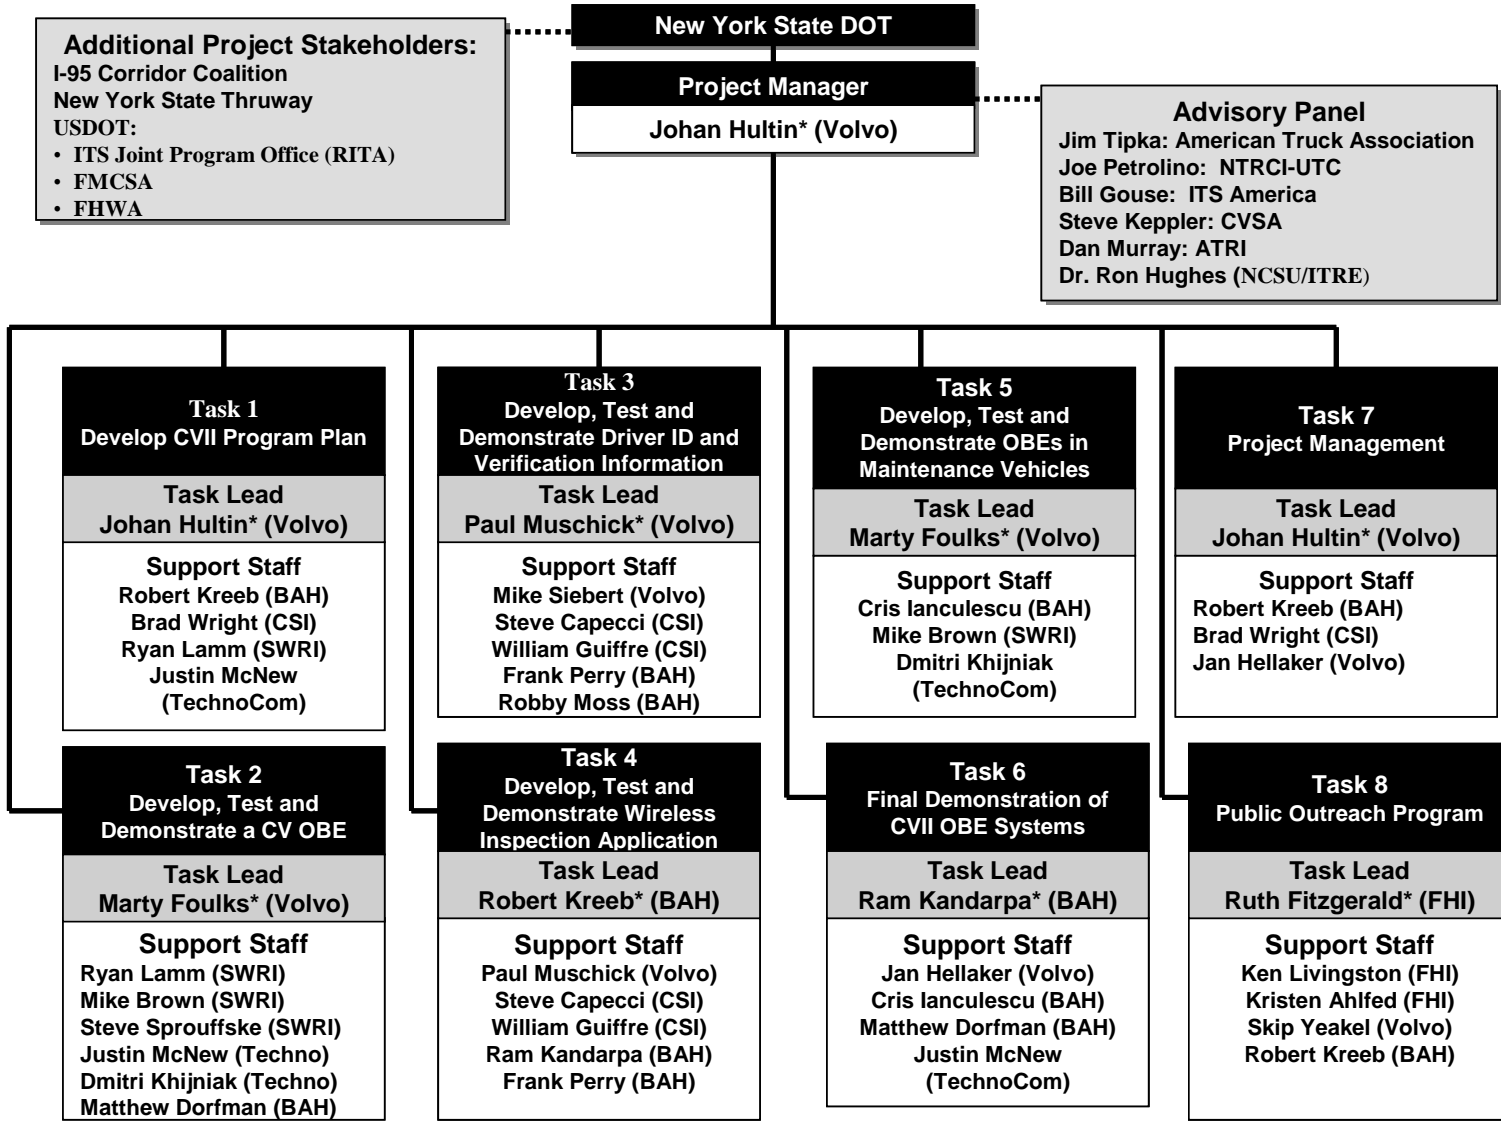 New York State DOT
Additional Project Stakeholders:
I-95 Corridor Coalition
New York State Thruway
USDOT:
• ITS Joint Program Office (RITA)
• FMCSA
• FHWA
Project Manager
Johan Hultin* (Volvo)
Advisory Panel
Jim Tipka: American Truck Association
Joe Petrolino: NTRCI-UTC
Bill Gouse: ITS America
Steve Keppler: CVSA
Dan Murray: ATRI
Dr. Ron Hughes (NCSU/ITRE)
Task 1
Develop CVII Program Plan
Task Lead
Johan Hultin* (Volvo)
Support Staff
Robert Kreeb (BAH)
Brad Wright (CSI)
Ryan Lamm (SWRI)
Justin McNew
(TechnoCom)
Task 3
Develop, Test and
Demonstrate Driver ID and
Verification Information
Task Lead
Paul Muschick* (Volvo)
Support Staff
Mike Siebert (Volvo)
Steve Capecci (CSI)
William Guiffre (CSI)
Frank Perry (BAH)
Robby Moss (BAH)
Task 5
Develop, Test and
Demonstrate OBEs in
Maintenance Vehicles
Task Lead
Marty Foulks* (Volvo)
Support Staff
Cris Ianculescu (BAH)
Mike Brown (SWRI)
Dmitri Khijniak
(TechnoCom)
Task 7
Project Management
Task Lead
Johan Hultin* (Volvo)
Support Staff
Robert Kreeb (BAH)
Brad Wright (CSI)
Jan Hellaker (Volvo)
Task 2
Develop, Test and
Demonstrate a CV OBE
Task Lead
Marty Foulks* (Volvo)
Support Staff
Ryan Lamm (SWRI)
Mike Brown (SWRI)
Steve Sprouffske (SWRI)
Justin McNew (Techno)
Dmitri Khijniak (Techno)
Matthew Dorfman (BAH)
Task 4
Develop, Test and
Demonstrate Wireless
Inspection Application
Task Lead
Robert Kreeb* (BAH)
Support Staff
Paul Muschick (Volvo)
Steve Capecci (CSI)
William Guiffre (CSI)
Ram Kandarpa (BAH)
Frank Perry (BAH)
Task 6
Final Demonstration of
CVII OBE Systems
Task Lead
Ram Kandarpa* (BAH)
Support Staff
Jan Hellaker (Volvo)
Cris Ianculescu (BAH)
Matthew Dorfman (BAH)
Justin McNew
(TechnoCom)
Task 8
Public Outreach Program
Task Lead
Ruth Fitzgerald* (FHI)
Support Staff
Ken Livingston (FHI)
Kristen Ahlfed (FHI)
Skip Yeakel (Volvo)
Robert Kreeb (BAH)